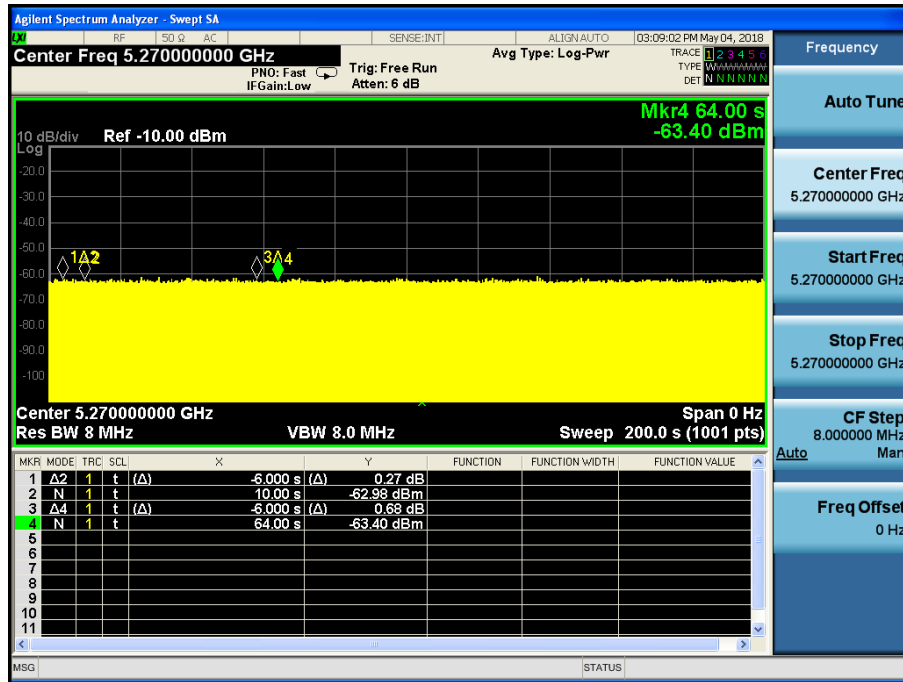 Agilent Spectrum Analyzer - Swept SA
LXI RF 50 Ω AC SENSE:INT ALIGN AUTO 03:09:02 PM May 04, 2018
Center Freq 5.270000000 GHz
PNO: Fast
IFGain:Low
Trig: Free Run
Atten: 6 dB
Avg Type: Log-Pwr
TRACE 1 2 3 4 5 6
TYPE WWWWWW
DET N N N N N N
Mkr4 64.00 s
-63.40 dBm
10 dB/div Ref -10.00 dBm
Log
-20.0
-30.0
-40.0
-50.0
1Δ2
3Δ4
-60.0
-70.0
-80.0
-90.0
-100
Center 5.270000000 GHz Span 0 Hz
Res BW 8 MHz VBW 8.0 MHz Sweep 200.0 s (1001 pts)
MKR MODE TRC SCL X Y FUNCTION FUNCTION WIDTH FUNCTION VALUE
1 Δ2 1 t (Δ) -6.000 s (Δ) 0.27 dB
2 N 1 t 10.00 s -62.98 dBm
3 Δ4 1 t (Δ) -6.000 s (Δ) 0.68 dB
4 N 1 t 64.00 s -63.40 dBm
5
6
7
8
9
10
11
MSG STATUS
Frequency
Auto Tune
Center Freq
5.270000000 GHz
Start Freq
5.270000000 GHz
Stop Freq
5.270000000 GHz
CF Step
8.000000 MHz
Auto Man
Freq Offset
0 Hz